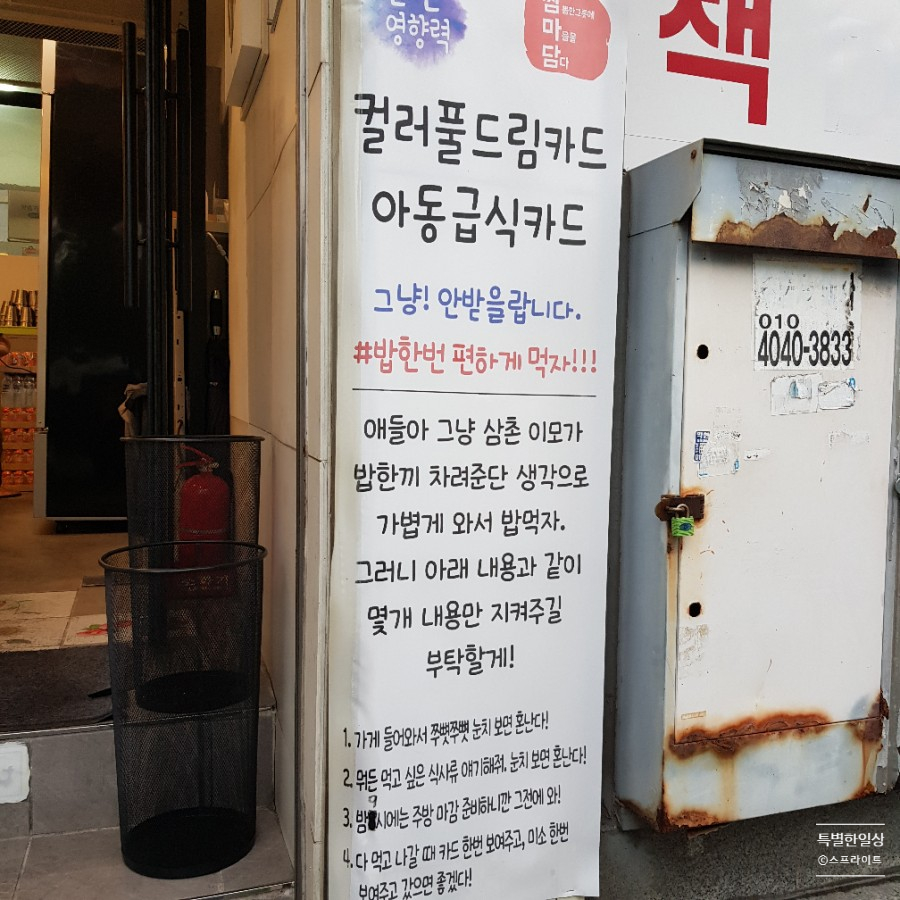 영향력
마음을
담다
색
컬러풀드림카드
아동급식카드
그냥! 안받을랍니다.
#밥한번 편하게 먹자!!!
애들아 그냥 삼촌 이모가
밥한끼 차려준단 생각으로
가볍게 와서 밥먹자.
그러니 아래 내용과 같이
몇개 내용만 지켜주길
부탁할게!
1. 가게 들어와서 쭈뼛쭈뼛 눈치 보면 혼난다!
2. 뭐든 먹고 싶은 식사류 얘기해줘. 눈치 보면 혼난다!
3. 밤9시에는 주방 마감 준비하니깐 그전에 와!
4. 다 먹고 나갈 때 카드 한번 보여주고, 미소 한번
보여주고 갔으면 좋겠다!
010
4040-3833
소화기
특별한일상
©스프라이트